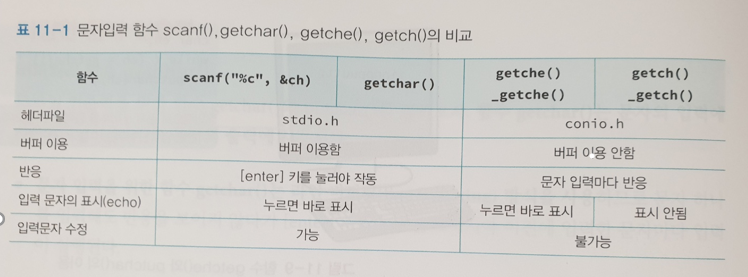 표 11-1 문자입력 함수 scanf(),getchar(), getche(), getch()의 비교
함수 scanf("%c", &ch) getchar() getche() _getche() getch() _getch()
헤더파일 stdio.h conio.h
버퍼 이용 버퍼 이용함 버퍼 이용 안함
반응 [enter] 키를 눌러야 작동 문자 입력마다 반응
입력 문자의 표시(echo) 누르면 바로 표시 누르면 바로 표시 표시 안됨
입력문자 수정 가능 불가능